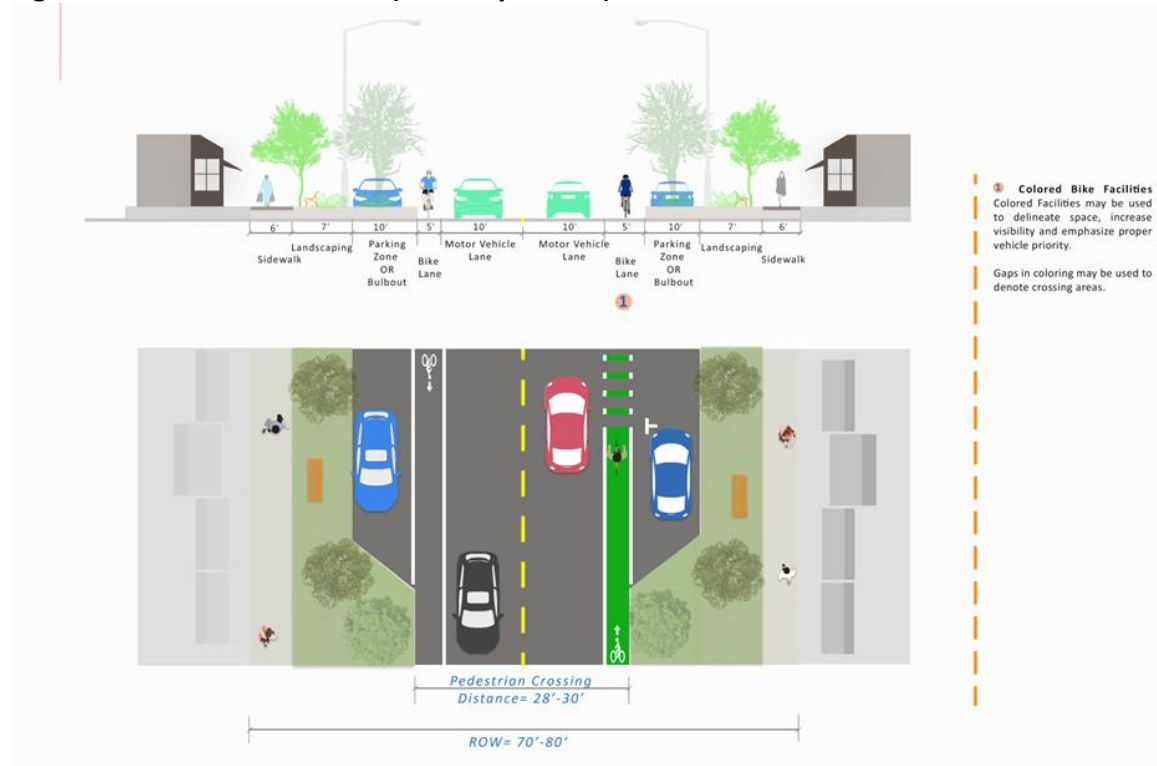 6'
7'
10'
5'
10'
10'
5'
10'
7'
6'
Sidewalk
Landscaping
Parking
Zone
OR
Bulbout
Bike
Lane
Motor Vehicle
Lane
Motor Vehicle
Lane
Bike
Lane
Parking
Zone
OR
Bulbout
Landscaping
Sidewalk
1
1 Colored Bike Facilities
Colored Facilities may be used
to delineate space, increase
visibility and emphasize proper
vehicle priority.
Gaps in coloring may be used to
denote crossing areas.
Pedestrian Crossing
Distance= 28'-30'
ROW= 70'-80'